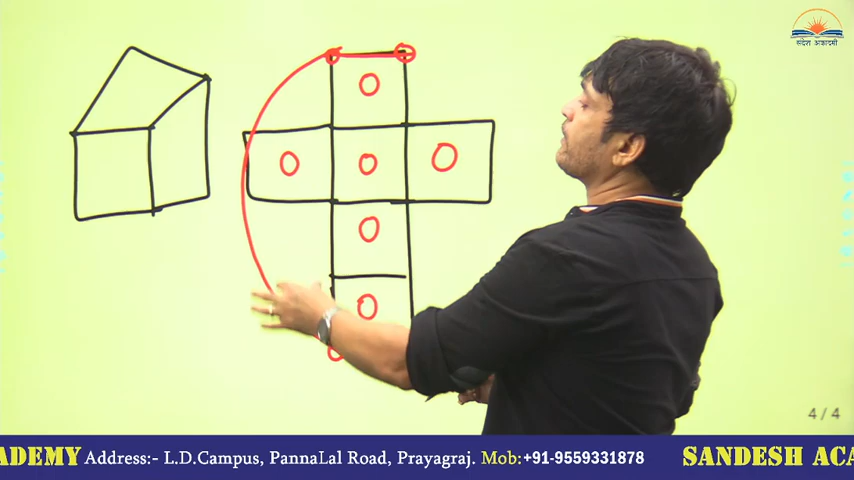 संदेश अकादमी
4 / 4
ADEMY Address:- L.D.Campus, PannaLal Road, Prayagraj. Mob:+91-9559331878 SANDESH ACA